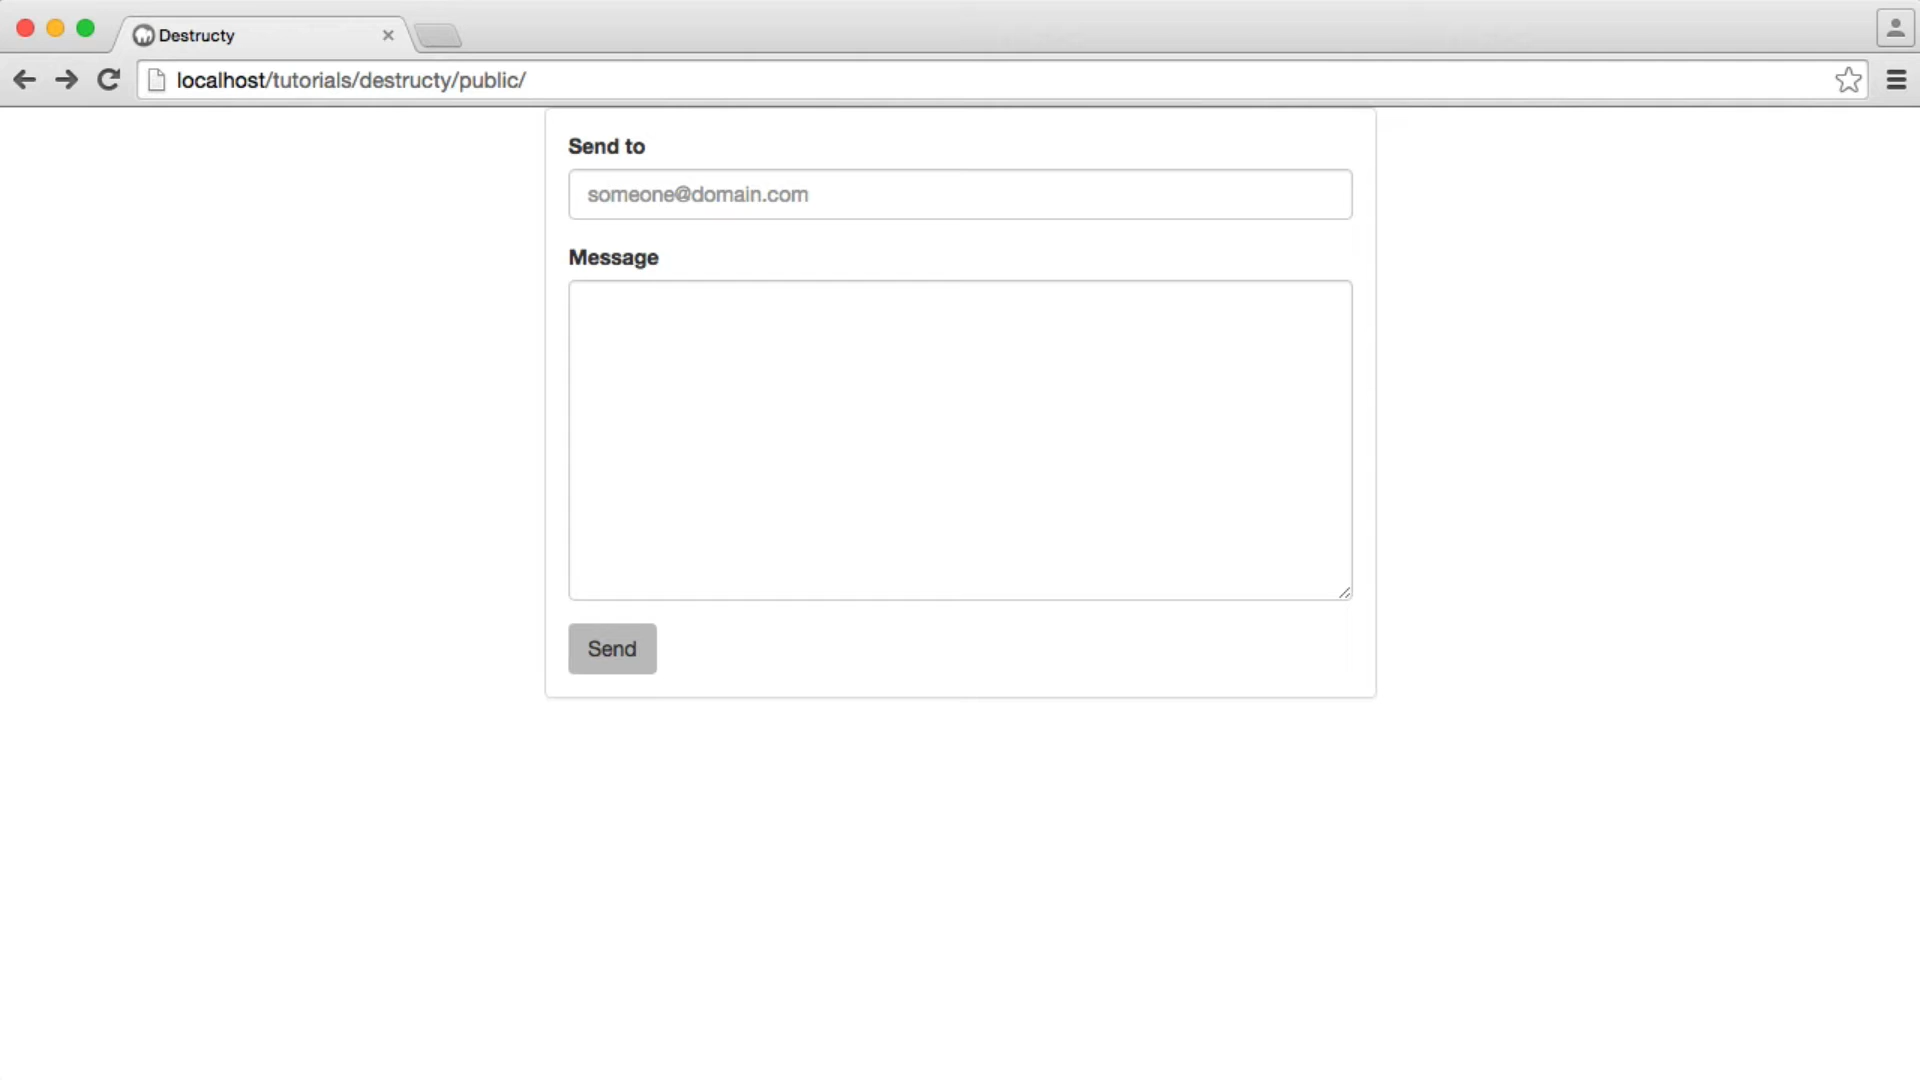 Destructy
localhost/tutorials/destructy/public/
Send to
someone@domain.com
Message
Send